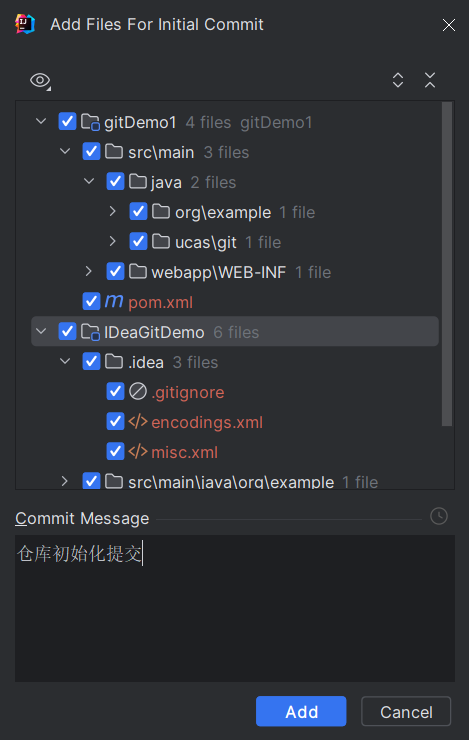 Add Files For Initial Commit
gitDemo1 4 files gitDemo1
src\main 3 files
java 2 files
org\example 1 file
ucas\git 1 file
webapp\WEB-INF 1 file
pom.xml
IDeaGitDemo 6 files
.idea 3 files
.gitignore
encodings.xml
misc.xml
src\main\java\org\example 1 file
Commit Message
仓库初始化提交
Add Cancel